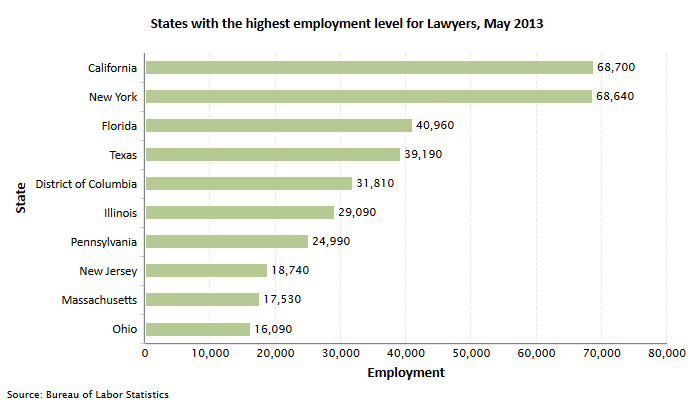 States with the highest employment level for Lawyers, May 2013
California 68,700
New York 68,640
Florida 40,960
Texas 39,190
District of Columbia 31,810
Illinois 29,090
Pennsylvania 24,990
New Jersey 18,740
Massachusetts 17,530
Ohio 16,090
State
0 10,000 20,000 30,000 40,000 50,000 60,000 70,000 80,000
Employment
Source: Bureau of Labor Statistics